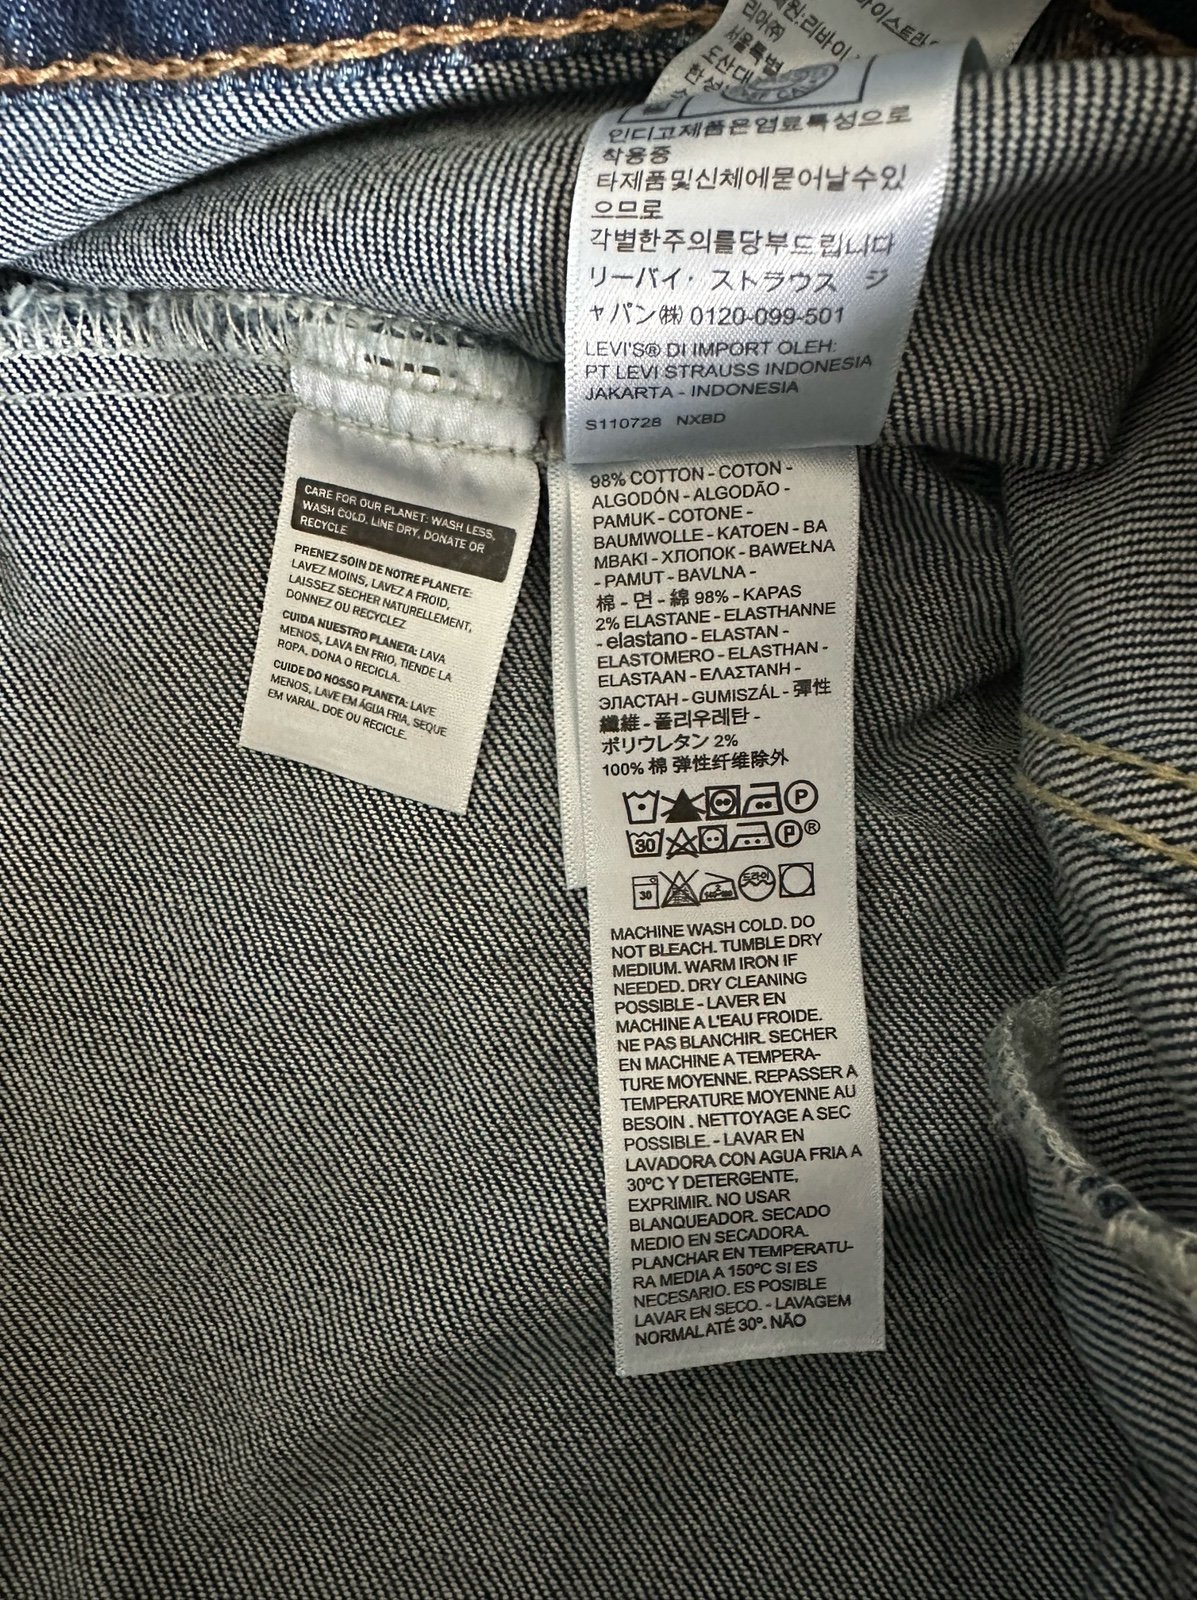 인디고제품은염료특성으로
착용중
타제품및신체에묻어날수있
으므로
각별한주의를당부드립니다
リーバイ・ストラウス ジ
ャパン㈱ 0120-099-501
LEVI'S® DI IMPORT OLEH:
PT LEVI STRAUSS INDONESIA
JAKARTA - INDONESIA
S110728 NXBD
CARE FOR OUR PLANET: WASH LESS,
WASH COLD, LINE DRY, DONATE OR
RECYCLE
PRENEZ SOIN DE NOTRE PLANETE:
LAVEZ MOINS, LAVEZ A FROID,
LAISSEZ SECHER NATURELLEMENT,
DONNEZ OU RECYCLEZ
CUIDA NUESTRO PLANETA: LAVA
MENOS, LAVA EN FRIO, TIENDE LA
ROPA, DONA O RECICLA.
CUIDE DO NOSSO PLANETA: LAVE
MENOS, LAVE EM ÁGUA FRIA, SEQUE
EM VARAL, DOE OU RECICLE.
98% COTTON - COTON -
ALGODÓN - ALGODÃO -
PAMUK - COTONE -
BAUMWOLLE - KATOEN - BA
MBAKI - ХЛОПОК - BAWEŁNA
- PAMUT - BAVLNA -
棉 - 면 - 綿 98% - KAPAS
2% ELASTANE - ELASTHANNE
- elastano - ELASTAN -
ELASTOMERO - ELASTHAN -
ELASTAAN - ΕΛΑΣΤΑΝΗ -
ЭЛАСТАН - GUMISZÁL - 彈性
纖維 - 폴리우레탄 -
ポリウレタン 2%
100% 棉 弹性纤维除外
P
30 P®
30 드라이
MACHINE WASH COLD. DO
NOT BLEACH. TUMBLE DRY
MEDIUM. WARM IRON IF
NEEDED. DRY CLEANING
POSSIBLE - LAVER EN
MACHINE A L'EAU FROIDE.
NE PAS BLANCHIR. SECHER
EN MACHINE A TEMPERA-
TURE MOYENNE. REPASSER A
TEMPERATURE MOYENNE AU
BESOIN . NETTOYAGE A SEC
POSSIBLE. - LAVAR EN
LAVADORA CON AGUA FRIA A
30ºC Y DETERGENTE,
EXPRIMIR. NO USAR
BLANQUEADOR. SECADO
MEDIO EN SECADORA.
PLANCHAR EN TEMPERATU-
RA MEDIA A 150ºC SI ES
NECESARIO. ES POSIBLE
LAVAR EN SECO. - LAVAGEM
NORMAL ATÉ 30º. NÃO